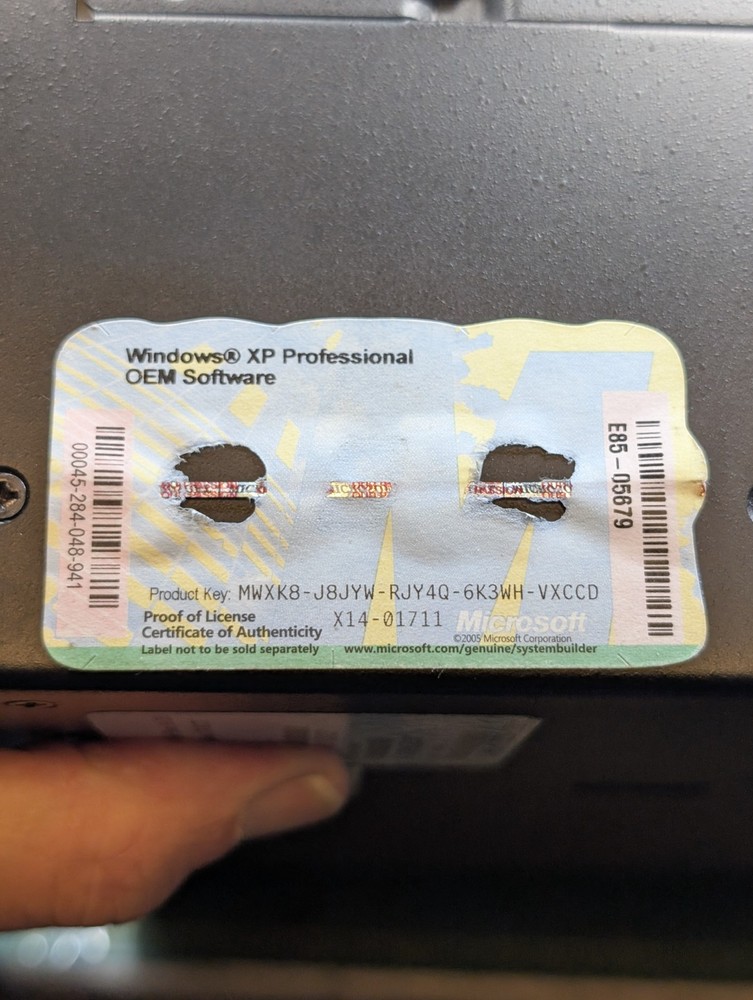 Windows® XP Professional
OEM Software
00045-284-048-941
E85-05879
Product Key: MWXK8-J8JYW-RJY4Q-6K3WH-VXCCD
Proof of License
Certificate of Authenticity
X14-01711
Microsoft
©2005 Microsoft Corporation
Label not to be sold separately
www.microsoft.com/genuine/systembuilder